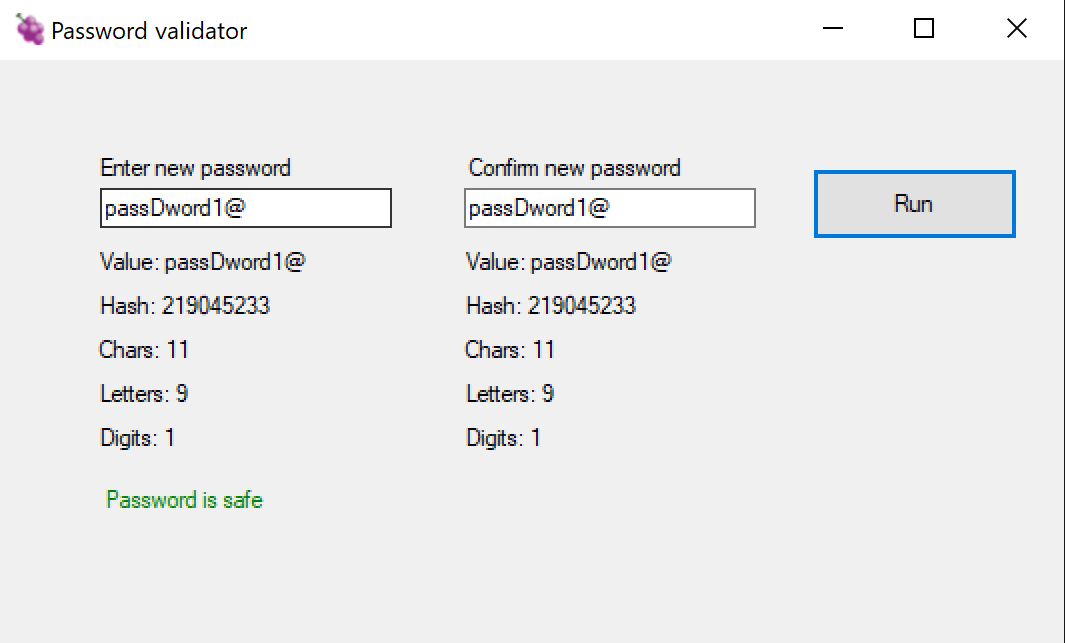 Password validator
Enter new password
Confirm new password
passDword1@
passDword1@
Run
Value: passDword1@
Value: passDword1@
Hash: 219045233
Hash: 219045233
Chars: 11
Chars: 11
Letters: 9
Letters: 9
Digits: 1
Digits: 1
Password is safe